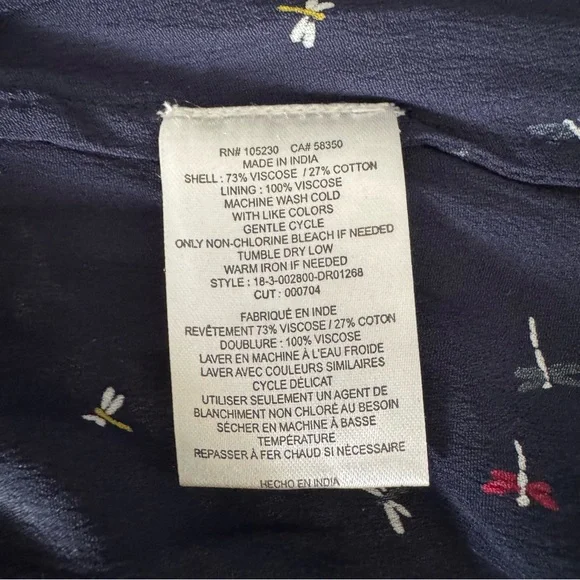 RN# 105230 CA# 58350
MADE IN INDIA
SHELL : 73% VISCOSE / 27% COTTON
LINING : 100% VISCOSE
MACHINE WASH COLD
WITH LIKE COLORS
GENTLE CYCLE
ONLY NON-CHLORINE BLEACH IF NEEDED
TUMBLE DRY LOW
WARM IRON IF NEEDED
STYLE : 18-3-002800-DR01268
CUT : 000704
FABRIQUÉ EN INDE
REVÊTEMENT 73% VISCOSE / 27% COTON
DOUBLURE : 100% VISCOSE
LAVER EN MACHINE À L'EAU FROIDE
LAVER AVEC COULEURS SIMILAIRES
CYCLE DÉLICAT
UTILISER SEULEMENT UN AGENT DE
BLANCHIMENT NON CHLORÉ AU BESOIN
SÉCHER EN MACHINE À BASSE
TEMPÉRATURE
REPASSER À FER CHAUD SI NÉCESSAIRE
HECHO EN INDIA